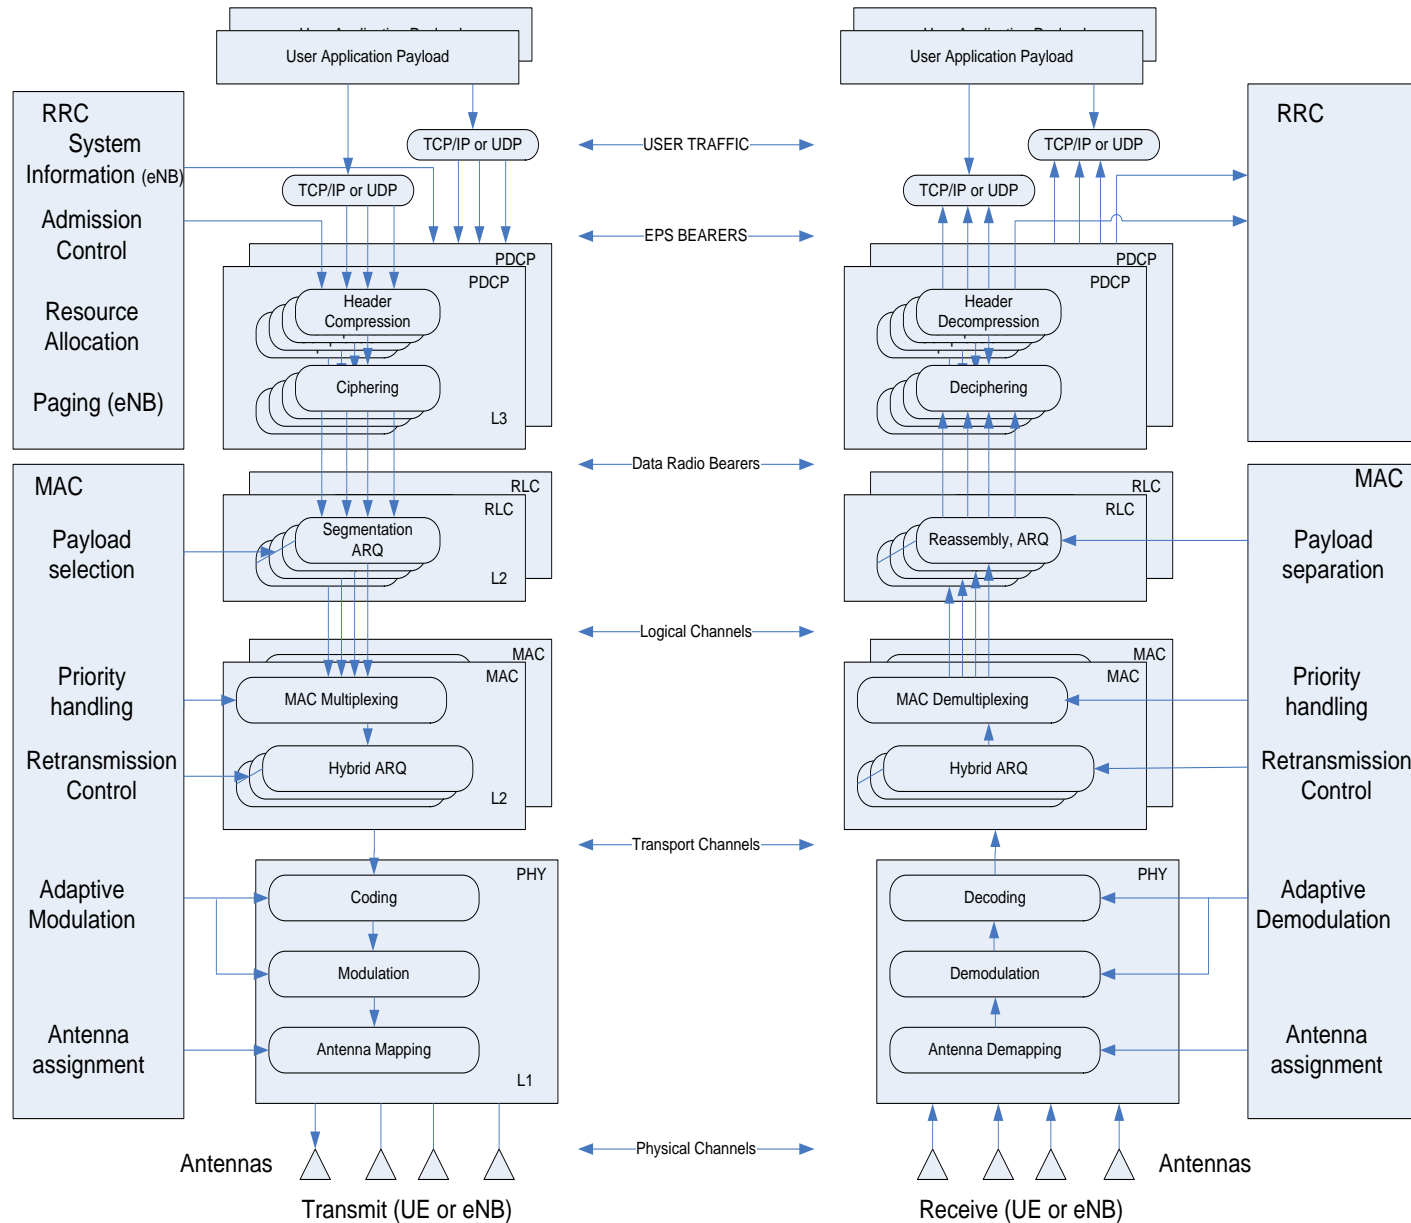 User Application Payload
User Application Payload
RRC
System
Information (eNB)
Admission
Control
Resource
Allocation
Paging (eNB)
TCP/IP or UDP
TCP/IP or UDP
PDCP
PDCP
Header
Compression
Ciphering
L3
MAC
Payload
selection
Priority
handling
Retransmission
Control
Adaptive
Modulation
Antenna
assignment
RLC
RLC
Segmentation
ARQ
L2
MAC
MAC
MAC Multiplexing
Hybrid ARQ
L2
PHY
Coding
Modulation
Antenna Mapping
L1
Antennas
Transmit (UE or eNB)
USER TRAFFIC
EPS BEARERS
Data Radio Bearers
Logical Channels
Transport Channels
Physical Channels
User Application Payload
User Application Payload
TCP/IP or UDP
TCP/IP or UDP
PDCP
PDCP
Header
Decompression
Deciphering
RLC
RLC
Reassembly, ARQ
MAC
MAC
MAC Demultiplexing
Hybrid ARQ
PHY
Decoding
Demodulation
Antenna Demapping
Antennas
Receive (UE or eNB)
RRC
MAC
Payload
separation
Priority
handling
Retransmission
Control
Adaptive
Demodulation
Antenna
assignment